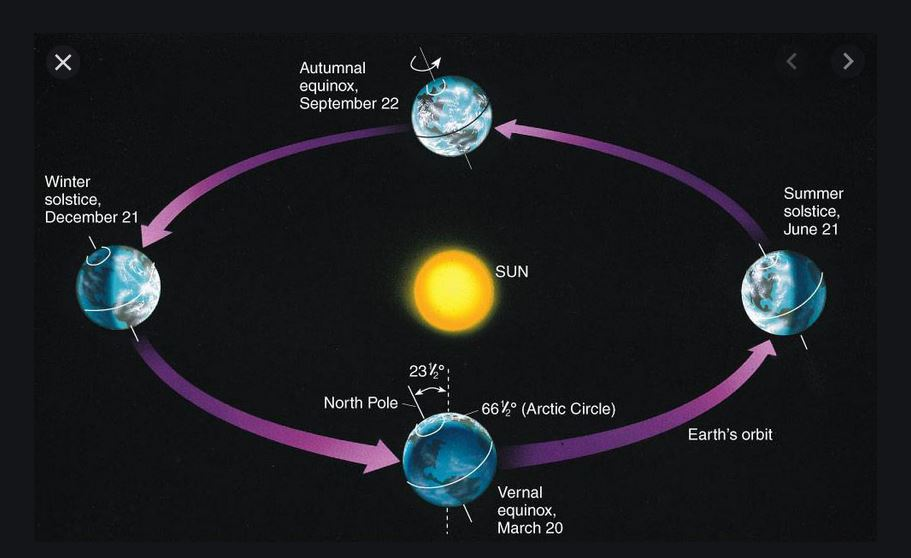 Autumnal
equinox,
September 22
Winter
solstice,
December 21
Summer
solstice,
June 21
SUN
23½°
North Pole
66½° (Arctic Circle)
Earth's orbit
Vernal
equinox,
March 20